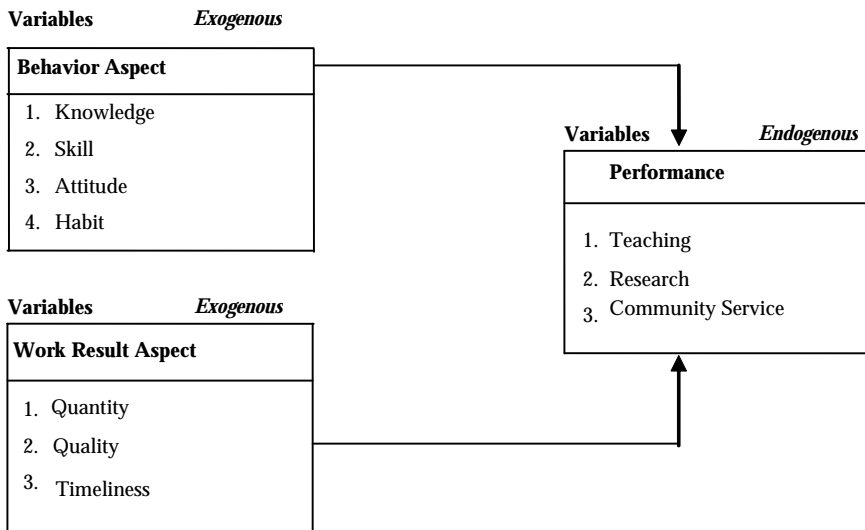 Variables Exogenous
Behavior Aspect
1. Knowledge
2. Skill
3. Attitude
4. Habit
Variables Endogenous
Performance
1. Teaching
2. Research
3. Community Service
Variables Exogenous
Work Result Aspect
1. Quantity
2. Quality
3. Timeliness